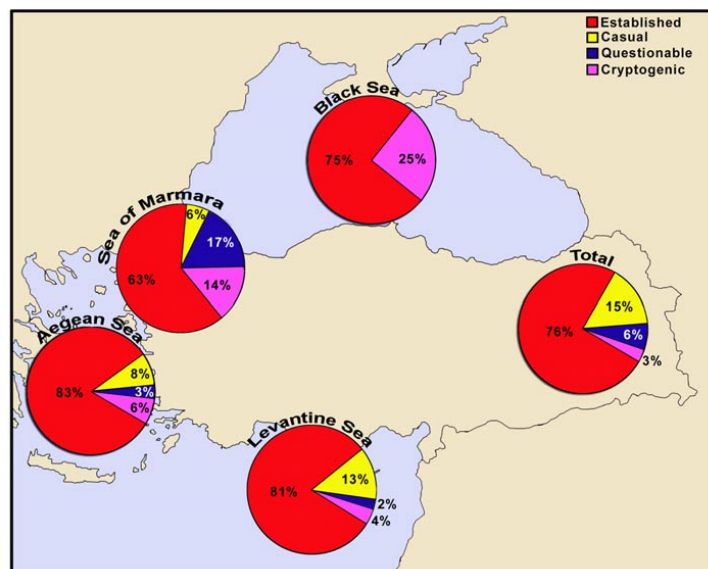 Established
Casual
Questionable
Cryptogenic
Black Sea
75%
25%
Sea of Marmara
6%
17%
63%
14%
Total
15%
76%
6%
3%
Aegean Sea
8%
83%
3%
6%
Levantine Sea
13%
81%
2%
4%